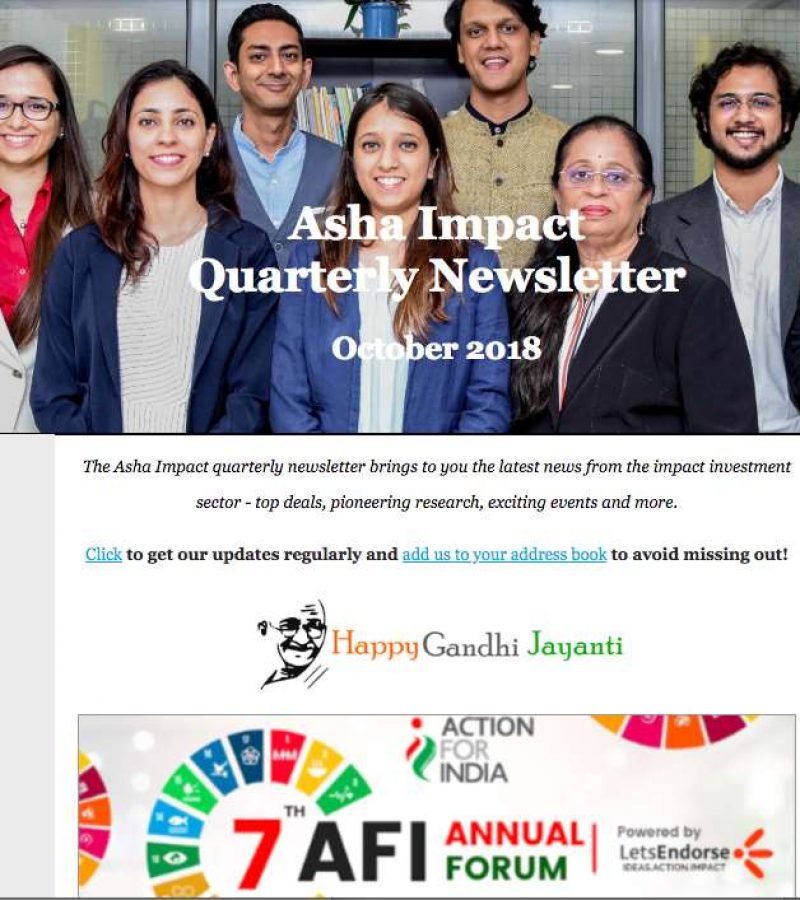 Asha Impact
Quarterly Newsletter
October 2018
The Asha Impact quarterly newsletter brings to you the latest news from the impact investment
sector - top deals, pioneering research, exciting events and more.
Click to get our updates regularly and add us to your address book to avoid missing out!
Happy Gandhi Jayanti
ACTION
FOR
INDIA
7TH AFI ANNUAL FORUM
Powered by
LetsEndorse
IDEAS.ACTION.IMPACT